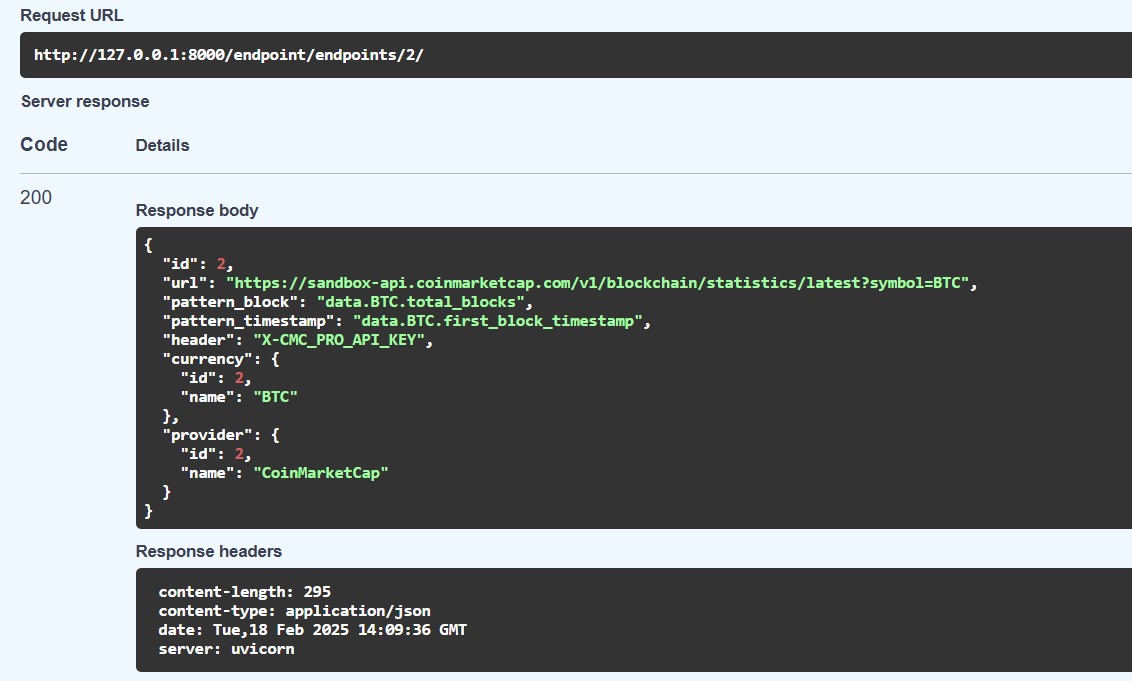 Request URL
http://127.0.0.1:8000/endpoint/endpoints/2/
Server response
Code Details
200
Response body
{
  "id": 2,
  "url": "https://sandbox-api.coinmarketcap.com/v1/blockchain/statistics/latest?symbol=BTC",
  "pattern_block": "data.BTC.total_blocks",
  "pattern_timestamp": "data.BTC.first_block_timestamp",
  "header": "X-CMC_PRO_API_KEY",
  "currency": {
    "id": 2,
    "name": "BTC"
  },
  "provider": {
    "id": 2,
    "name": "CoinMarketCap"
  }
}
Response headers
content-length: 295
content-type: application/json
date: Tue,18 Feb 2025 14:09:36 GMT
server: uvicorn